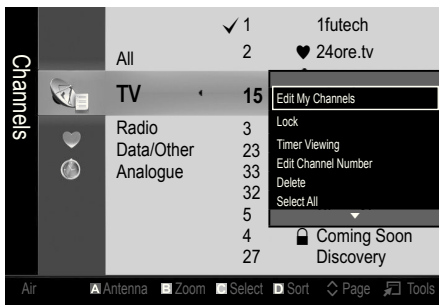 Channels
All
TV
Radio
Data/Other
Analogue
1 1futech
2 24ore.tv
15
3
23
33
32
5
4 Coming Soon
27 Discovery
Edit My Channels
Lock
Timer Viewing
Edit Channel Number
Delete
Select All
Air A Antenna B Zoom C Select D Sort Page Tools